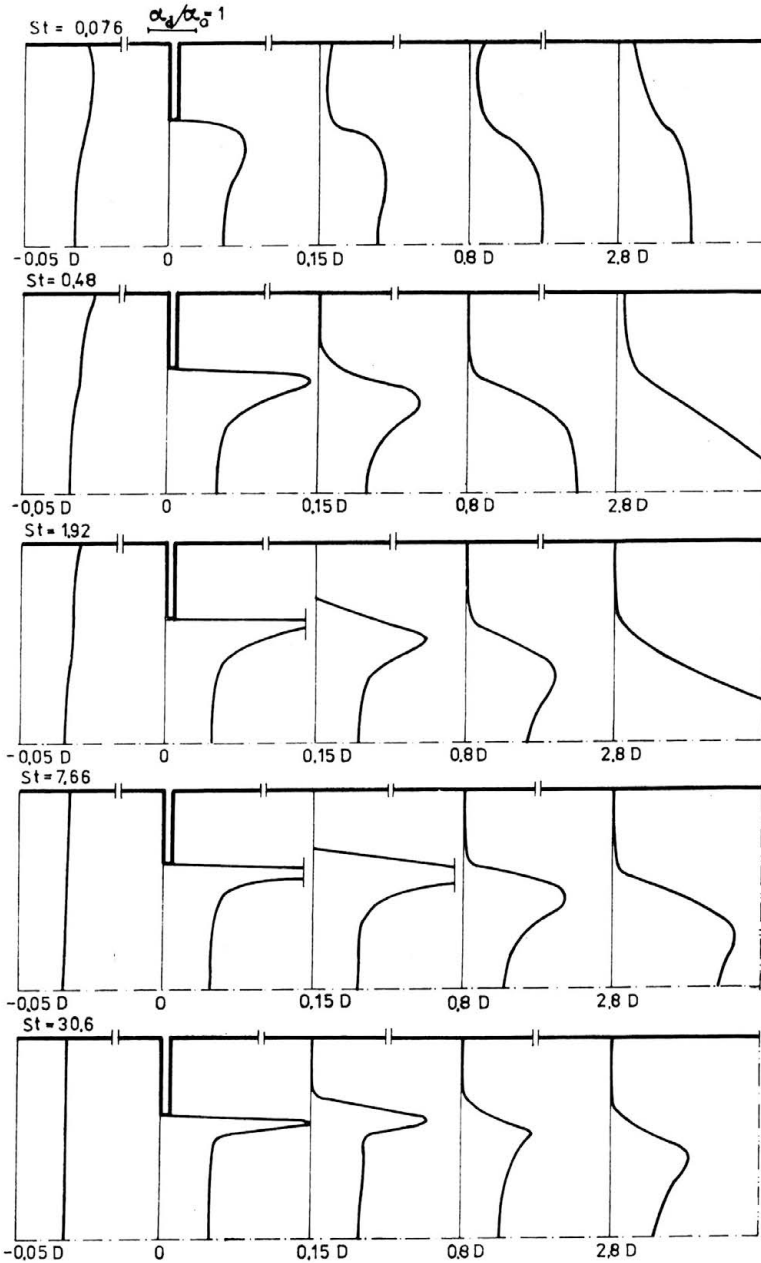 St = 0,076
α_d/α_o = 1
-0.05 D 0 0,15 D 0,8 D 2,8 D
St = 0,48
-0,05 D 0 0,15 D 0,8 D 2,8 D
St = 1,92
-0,05 D 0 0,15 D 0,8 D 2,8 D
St = 7,66
-0,05 D 0 0,15 D 0,8 D 2,8 D
St = 30,6
-0,05 D 0 0,15 D 0,8 D 2,8 D